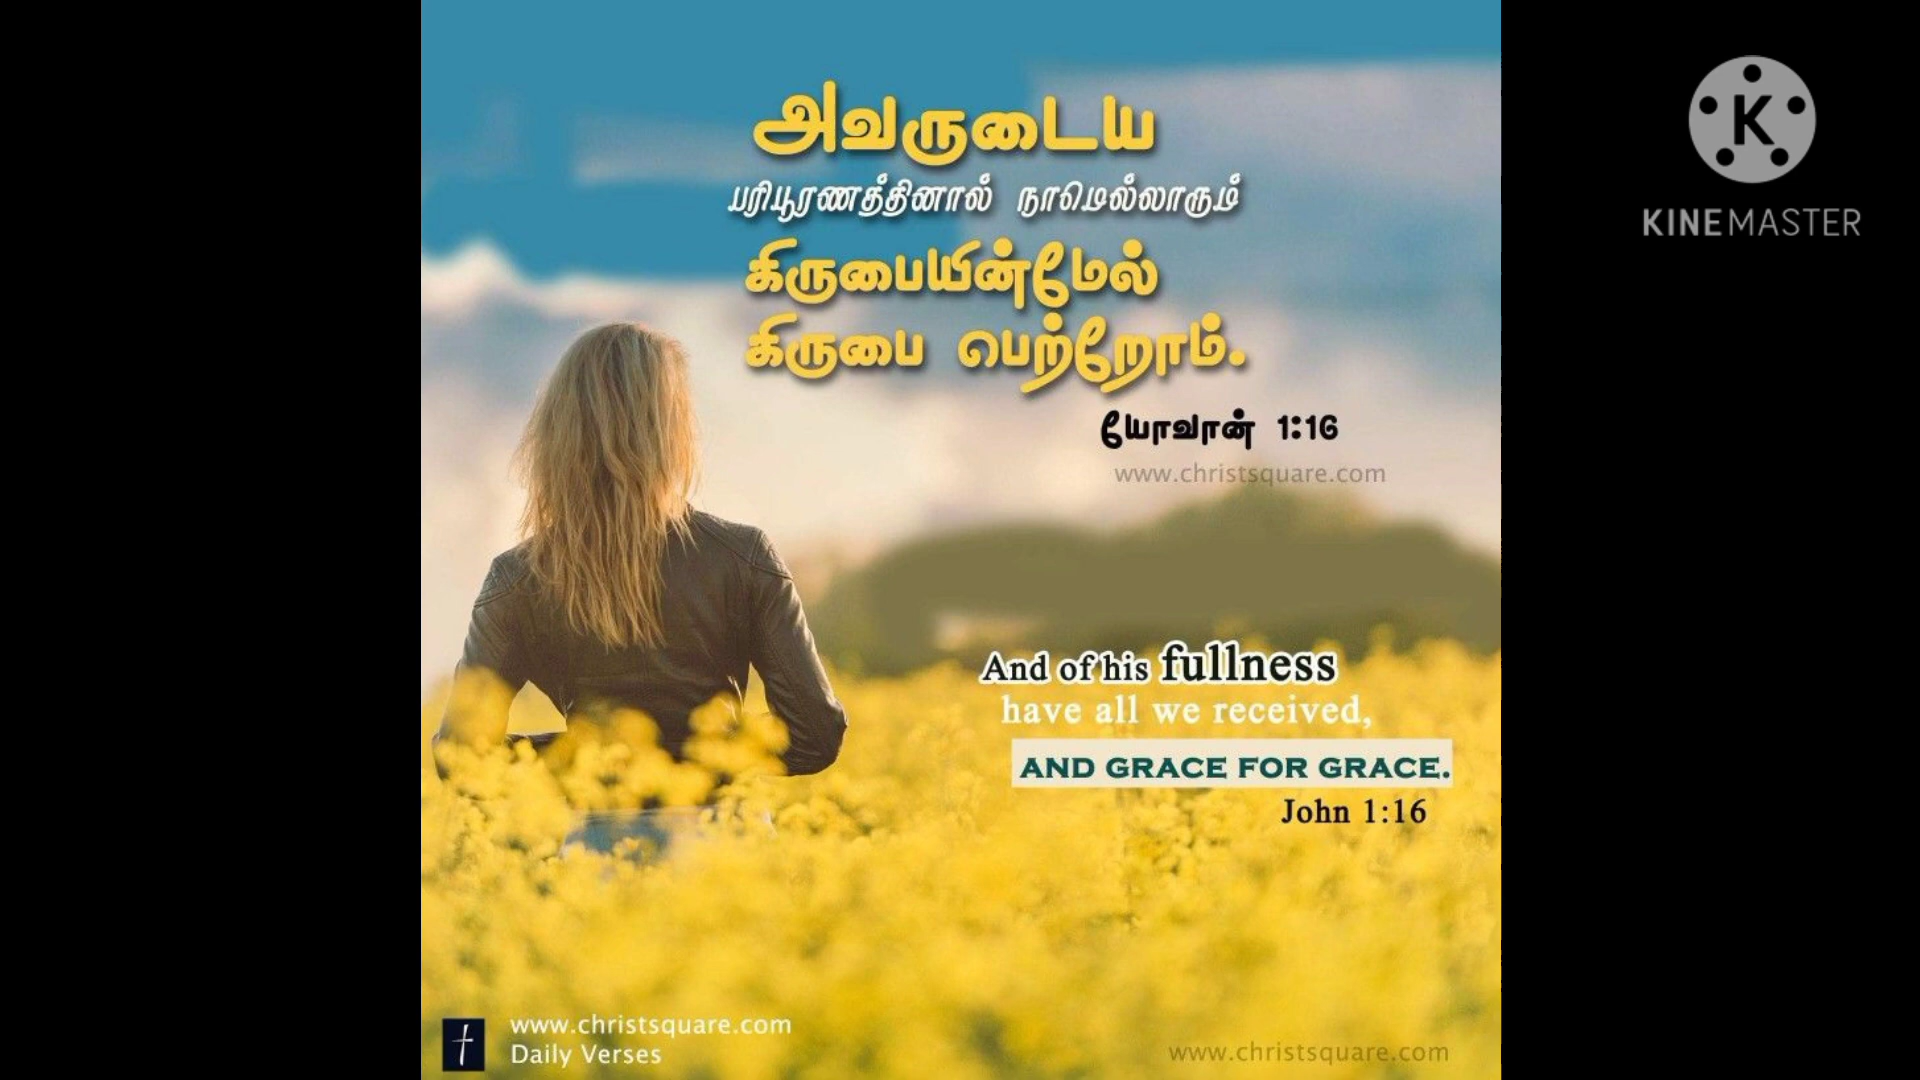 அவருடைய
பரிபூரணத்தினால் நாமெல்லாரும்
கிருபையின்மேல்
கிருபை பெற்றோம்.
யோவான் 1:16
www.christsquare.com
K
KINEMASTER
And of his fullness
have all we received,
AND GRACE FOR GRACE.
John 1:16
www.christsquare.com
Daily Verses
www.christsquare.com